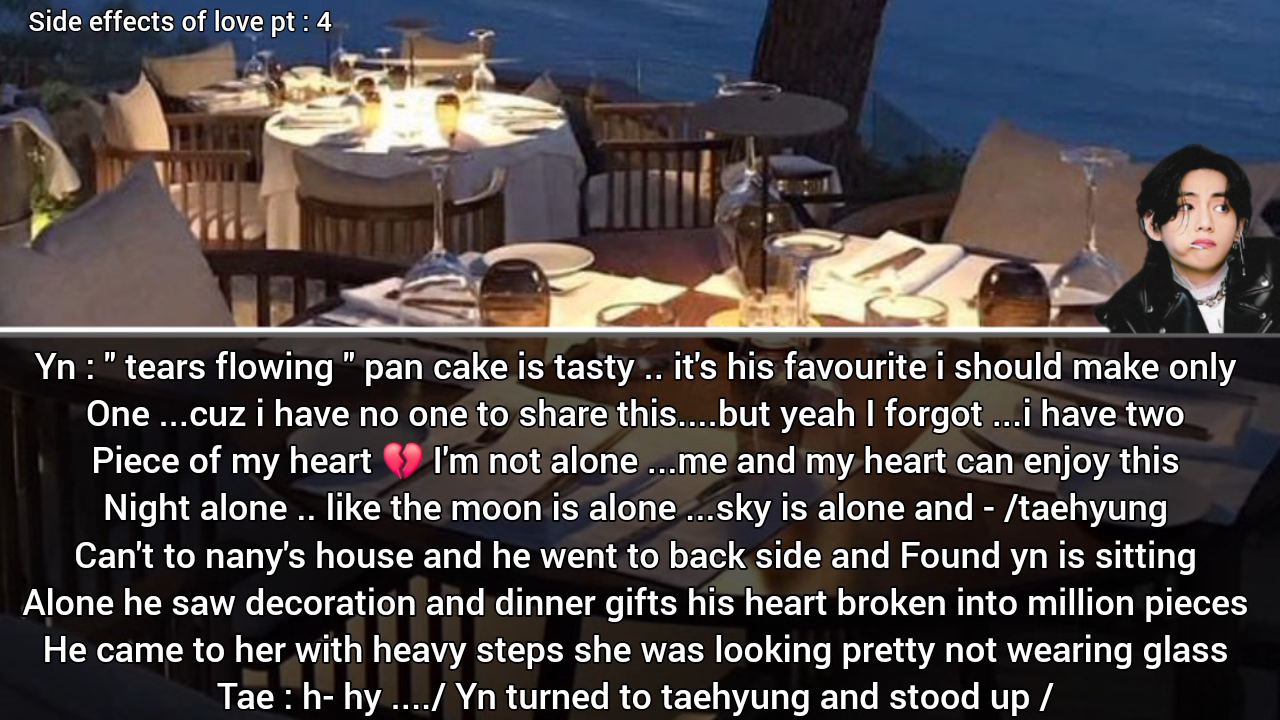 Side effects of love pt : 4
Yn : " tears flowing " pan cake is tasty .. it's his favourite i should make only
One ...cuz i have no one to share this....but yeah I forgot ...i have two
Piece of my heart 💔 I'm not alone ...me and my heart can enjoy this
Night alone .. like the moon is alone ...sky is alone and - /taehyung
Can't to nany's house and he went to back side and Found yn is sitting
Alone he saw decoration and dinner gifts his heart broken into million pieces
He came to her with heavy steps she was looking pretty not wearing glass
Tae : h- hy ..../ Yn turned to taehyung and stood up /